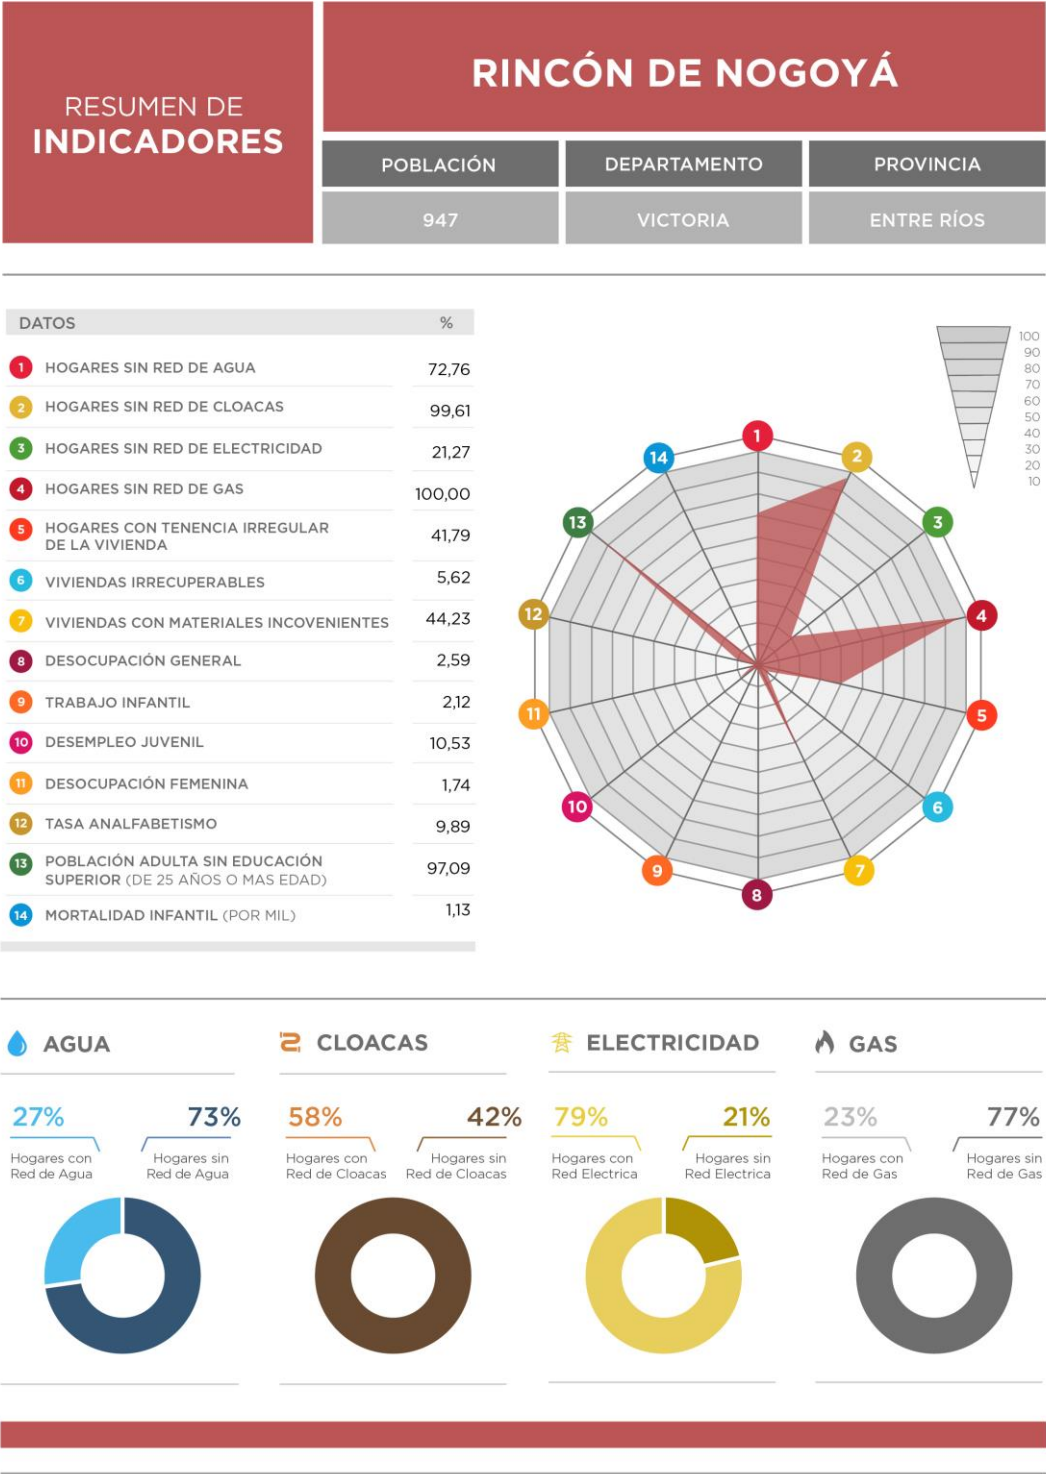 RESUMEN DE
INDICADORES
RINCÓN DE NOGOYÁ
POBLACIÓN
DEPARTAMENTO
PROVINCIA
947
VICTORIA
ENTRE RÍOS
DATOS %
1 HOGARES SIN RED DE AGUA 72,76
2 HOGARES SIN RED DE CLOACAS 99,61
3 HOGARES SIN RED DE ELECTRICIDAD 21,27
4 HOGARES SIN RED DE GAS 100,00
5 HOGARES CON TENENCIA IRREGULAR
DE LA VIVIENDA 41,79
6 VIVIENDAS IRRECUPERABLES 5,62
7 VIVIENDAS CON MATERIALES INCOVENIENTES 44,23
8 DESOCUPACIÓN GENERAL 2,59
9 TRABAJO INFANTIL 2,12
10 DESEMPLEO JUVENIL 10,53
11 DESOCUPACIÓN FEMENINA 1,74
12 TASA ANALFABETISMO 9,89
13 POBLACIÓN ADULTA SIN EDUCACIÓN
SUPERIOR (DE 25 AÑOS O MAS EDAD) 97,09
14 MORTALIDAD INFANTIL (POR MIL) 1,13
100
90
80
70
60
50
40
30
20
10
1
2
3
4
5
6
7
8
9
10
11
12
13
14
AGUA
27%
73%
Hogares con
Red de Agua
Hogares sin
Red de Agua
CLOACAS
58%
42%
Hogares con
Red de Cloacas
Hogares sin
Red de Cloacas
ELECTRICIDAD
79%
21%
Hogares con
Red Electrica
Hogares sin
Red Electrica
GAS
23%
77%
Hogares con
Red de Gas
Hogares sin
Red de Gas